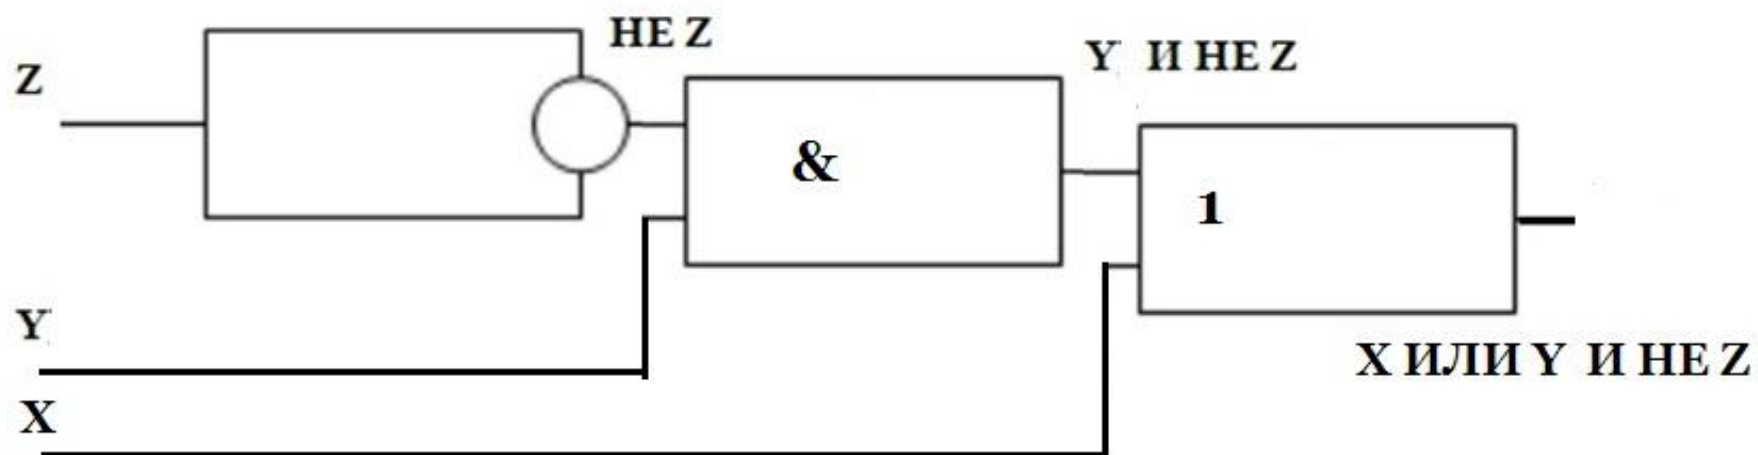 НЕ Z
Z
Y И НЕ Z
&
1
Y
X ИЛИ Y И НЕ Z
X